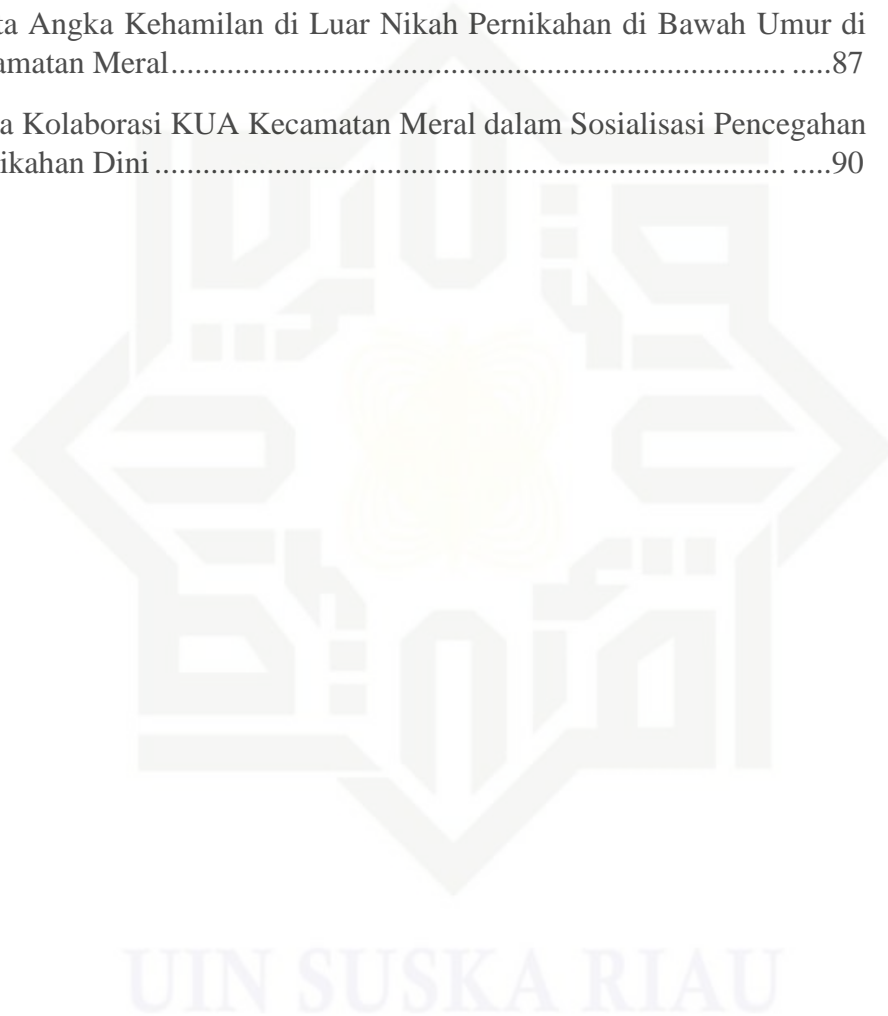 ta Angka Kehamilan di Luar Nikah Pernikahan di Bawah Umur di
amatan Meral.................................................................................... .....87
a Kolaborasi KUA Kecamatan Meral dalam Sosialisasi Pencegahan
ikahan Dini ...................................................................................... .....90
UIN SUSKA RIAU